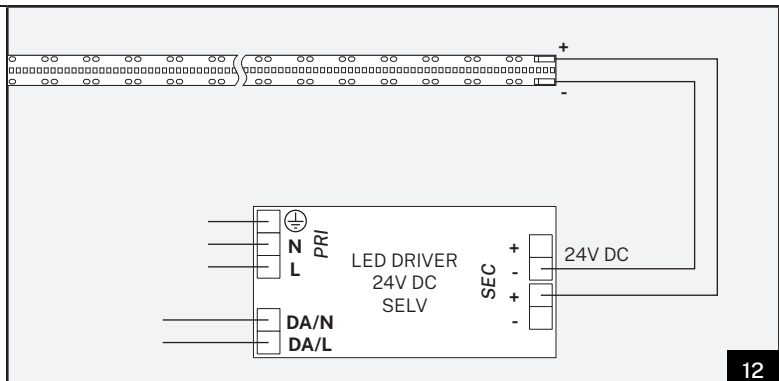 +
-
N
L
PRI
LED DRIVER
24V DC
SELV
SEC
+
-
+
-
24V DC
DA/N
DA/L
12